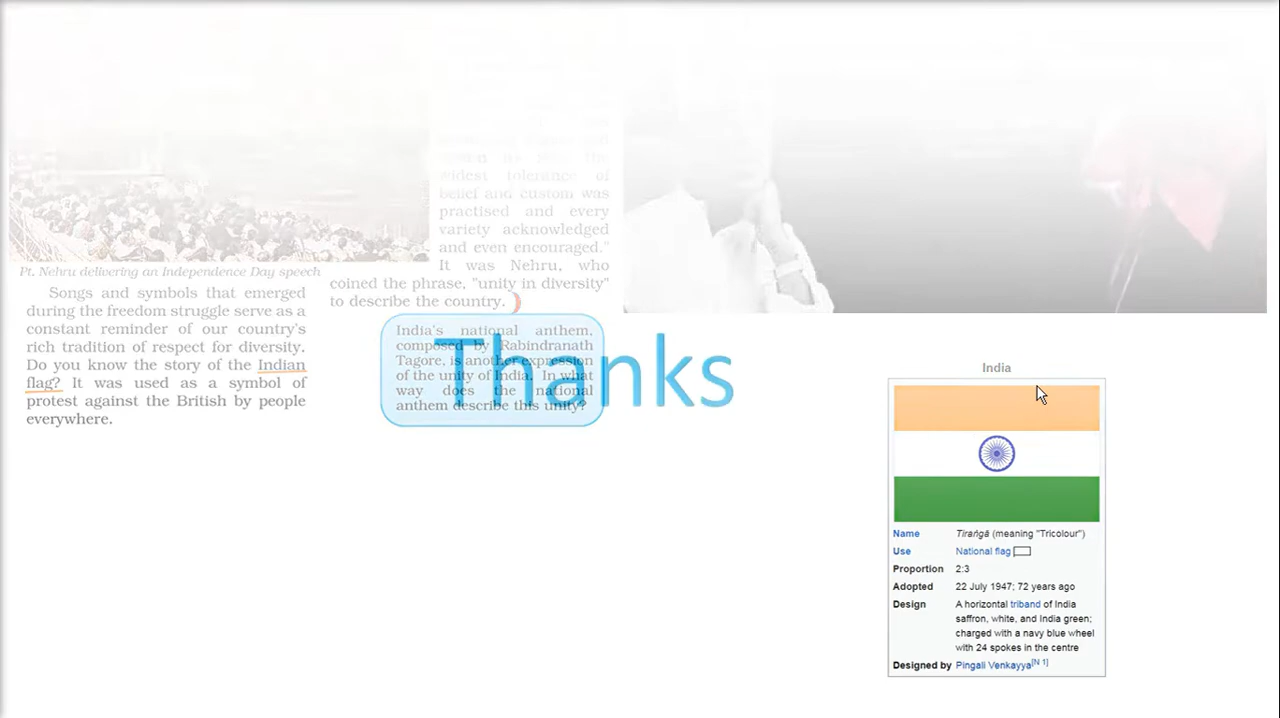 widest tolerance of
belief and custom was
practised and every
variety acknowledged
and even encouraged."
It was Nehru, who
coined the phrase, "unity in diversity"
to describe the country.
Pt. Nehru delivering an Independence Day speech
Songs and symbols that emerged
during the freedom struggle serve as a
constant reminder of our country's
rich tradition of respect for diversity.
Do you know the story of the Indian
flag? It was used as a symbol of
protest against the British by people
everywhere.
India's national anthem,
composed by Rabindranath
Tagore, is another expression
of the unity of India. In what
way does the national
anthem describe this unity?
Thanks
India
Name Tiraṅgā (meaning "Tricolour")
Use National flag
Proportion 2:3
Adopted 22 July 1947; 72 years ago
Design A horizontal triband of India
saffron, white, and India green;
charged with a navy blue wheel
with 24 spokes in the centre
Designed by Pingali Venkayya[N 1]